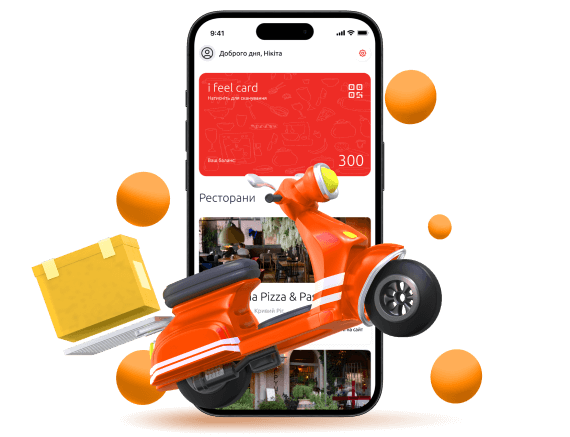 9:41
Доброго дня, Нікіта
i feel card
Натисніть для сканування
Ваш баланс:
300
Ресторани
Pizza & Pa
Кривий Ріг
на сайт